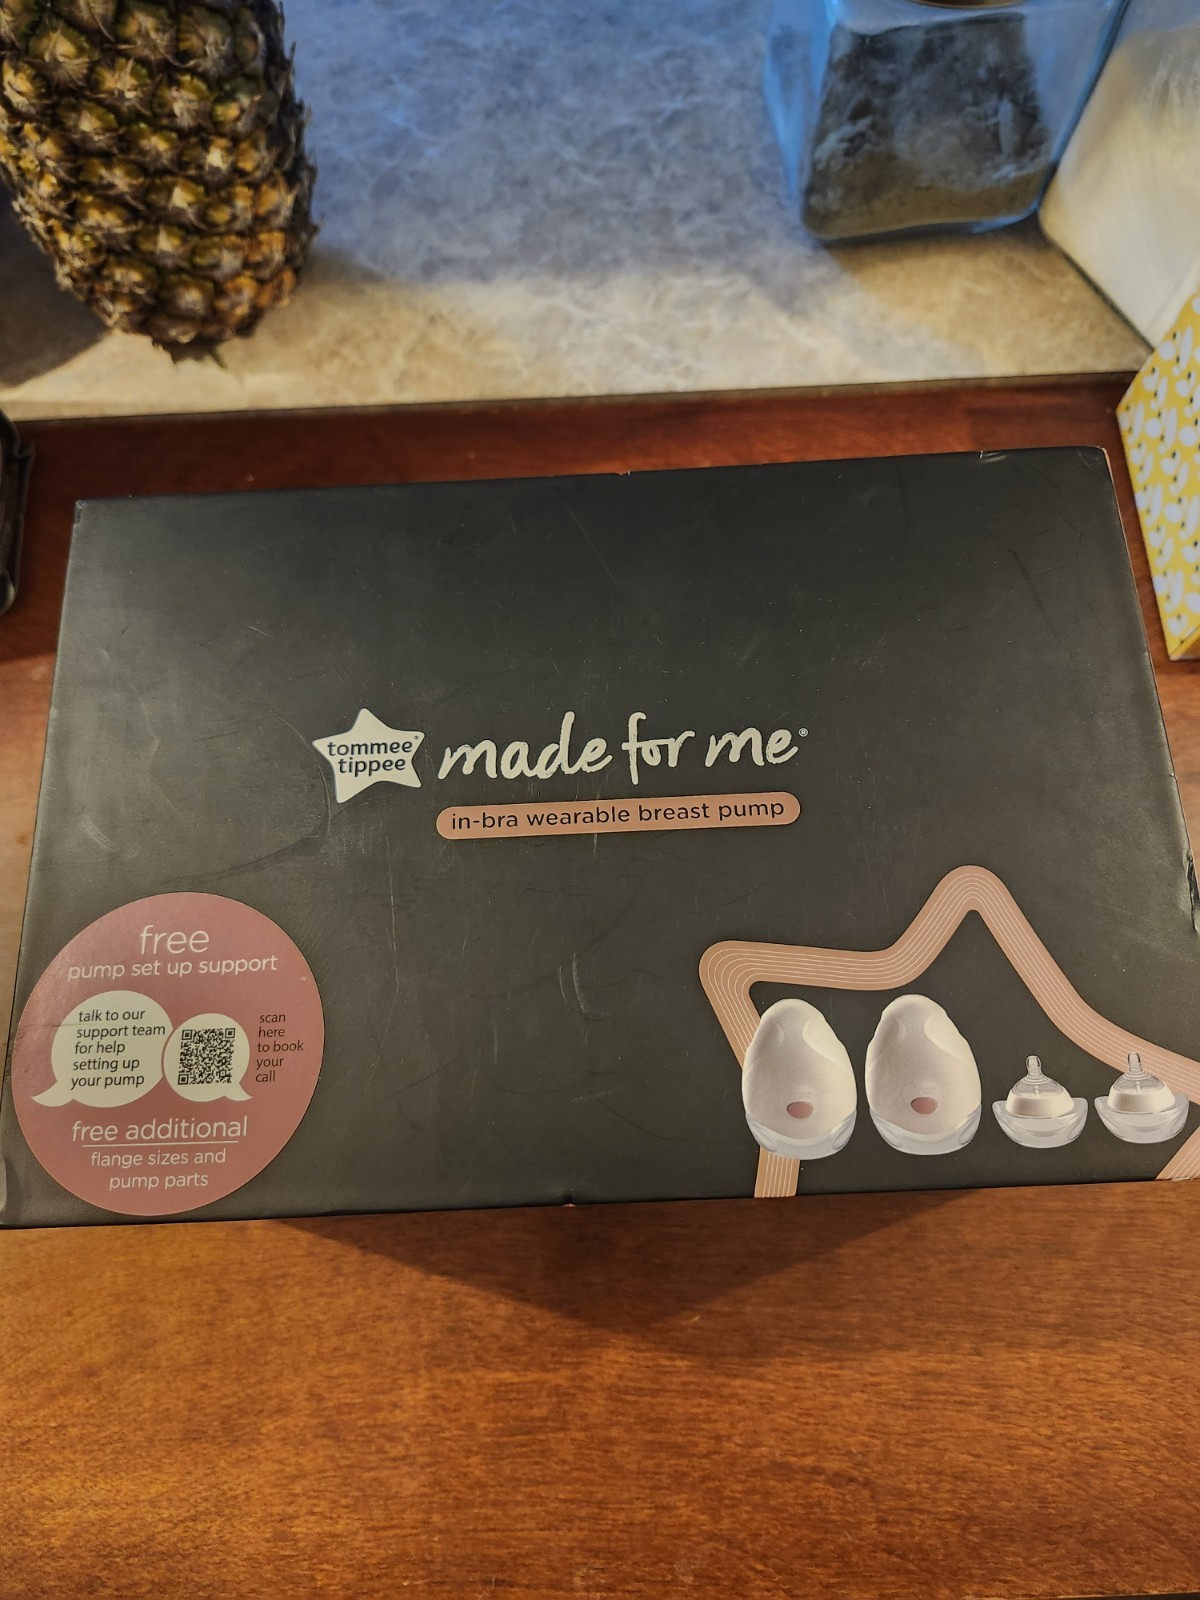 tommee®
tippee
made for me®
in-bra wearable breast pump
free
pump set up support
talk to our
support team
for help
setting up
your pump
scan
here
to book
your
call
free additional
flange sizes and
pump parts